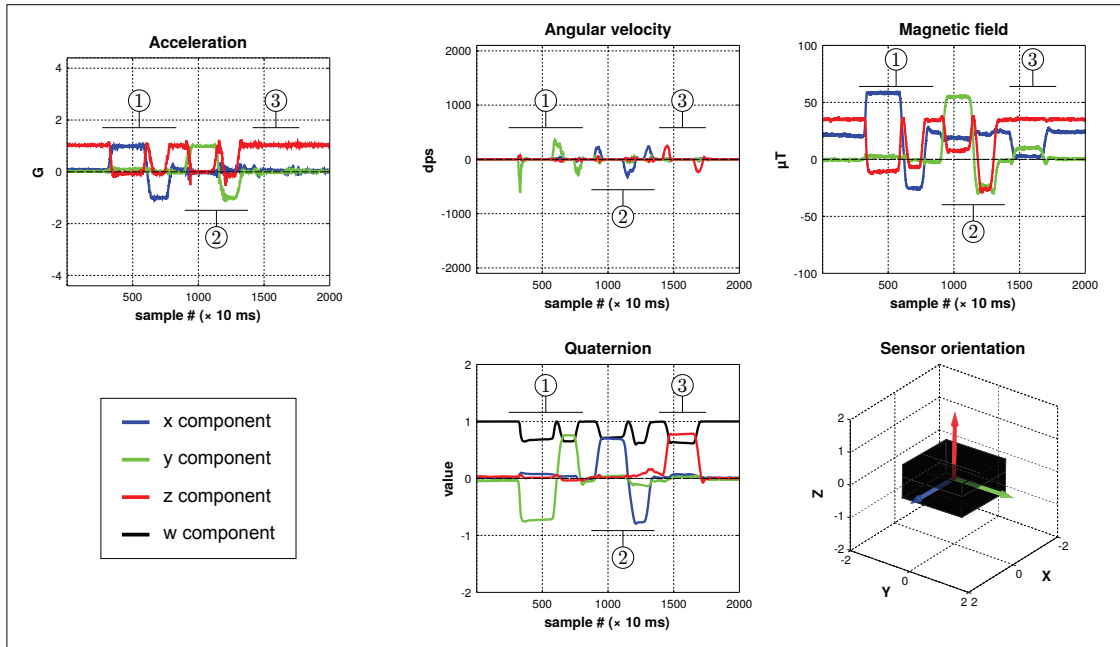 Acceleration
4
2
0
-2
-4
G
1
3
2
500
1000
1500
2000
sample # (× 10 ms)
Angular velocity
2000
1000
0
-1000
-2000
dps
1
3
2
500
1000
1500
2000
sample # (× 10 ms)
Magnetic field
100
50
0
-50
-100
µT
1
3
2
500
1000
1500
2000
sample # (× 10 ms)
x component
y component
z component
w component
Quaternion
2
1
0
-1
-2
value
1
3
2
500
1000
1500
2000
sample # (× 10 ms)
Sensor orientation
2
1
0
-1
-2
Z
-2
0
2
Y
2
0
-2
X